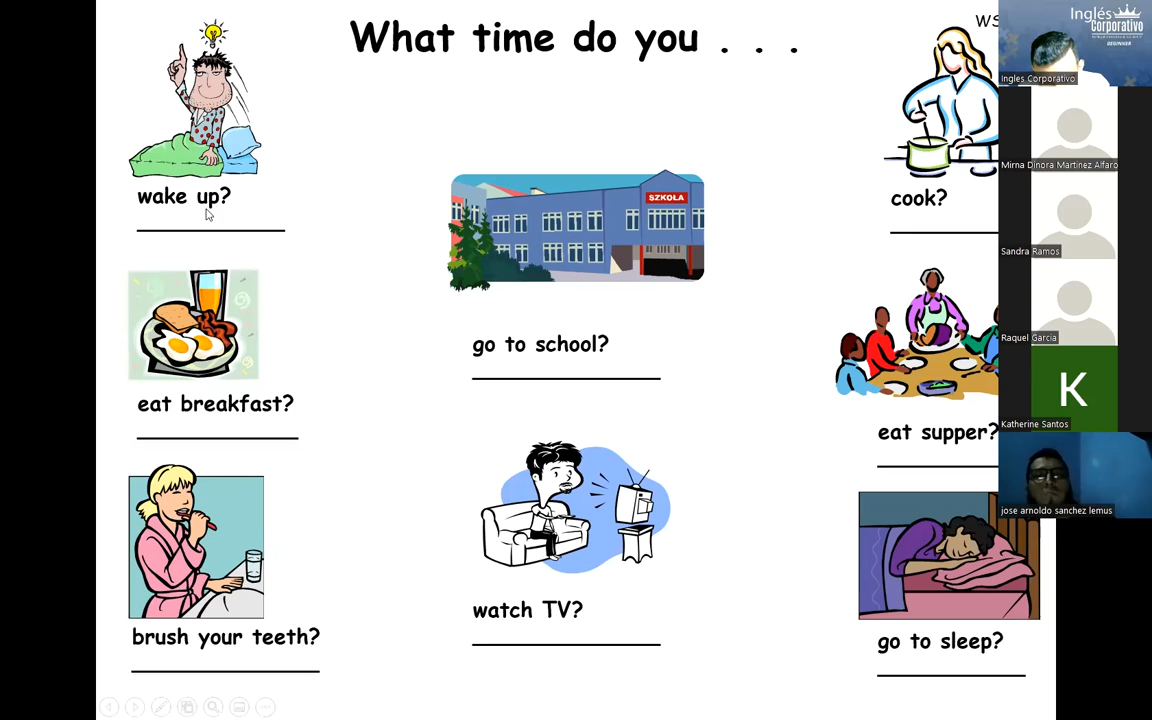 What time do you . . .
WS
wake up?
eat breakfast?
brush your teeth?
SZKOŁA
go to school?
watch TV?
cook?
eat supper?
go to sleep?
Inglés
Corporativo
BEGINNER
Ingles Corporativo
Mirna Dinora Martinez Alfaro
Sandra Ramos
Raquel Garcia
K
Katherine Santos
jose arnoldo sanchez lemus